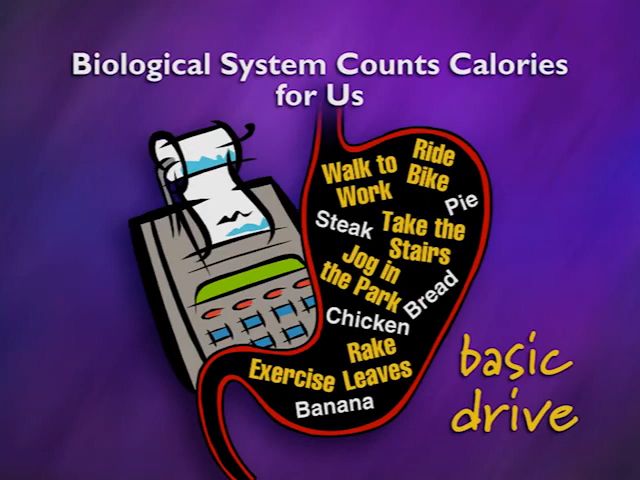 Biological System Counts Calories
for Us
Ride
Bike
Walk to
Work
Pie
Steak
Take the
Stairs
Jog in
the Park
Bread
Chicken
Rake
Leaves
Exercise
Banana
basic
drive